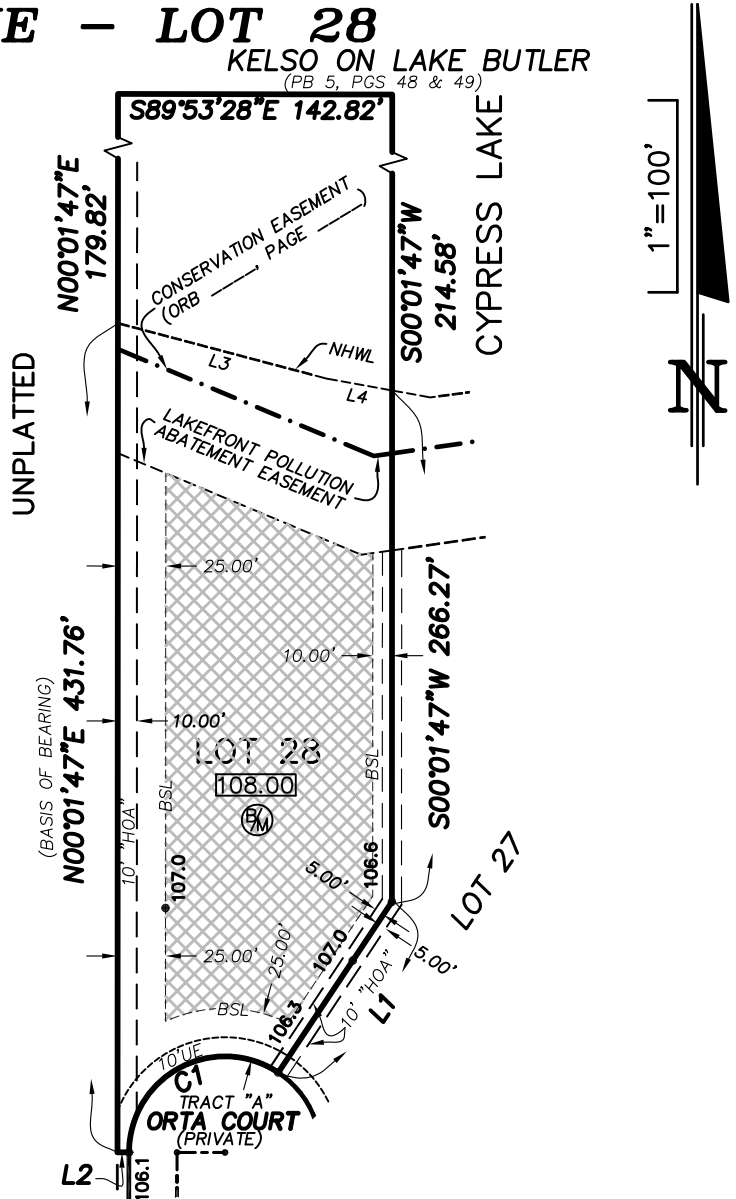 E – LOT 28
KELSO ON LAKE BUTLER
(PB 5, PGS 48 & 49)
S89°53'28"E 142.82'
N00°01'47"E
179.82'
CONSERVATION EASEMENT
(ORB ____ PAGE ____)
S00°01'47"W
214.58'
CYPRESS LAKE
1"=100'
N
UNPLATTED
NHWL
L3
L4
LAKEFRONT POLLUTION
ABATEMENT EASEMENT
25.00'
10.00'
S00°01'47"W 266.27'
(BASIS OF BEARING)
N00°01'47"E 431.76'
10.00'
LOT 28
108.00
B/M
BSL
BSL
10' "HOA"
107.0
106.6
5.00'
LOT 27
25.00'
25.00'
107.0
5.00'
BSL
106.3
10' "HOA"
L1
10'UE
C1
TRACT "A"
ORTA COURT
(PRIVATE)
L2
106.1